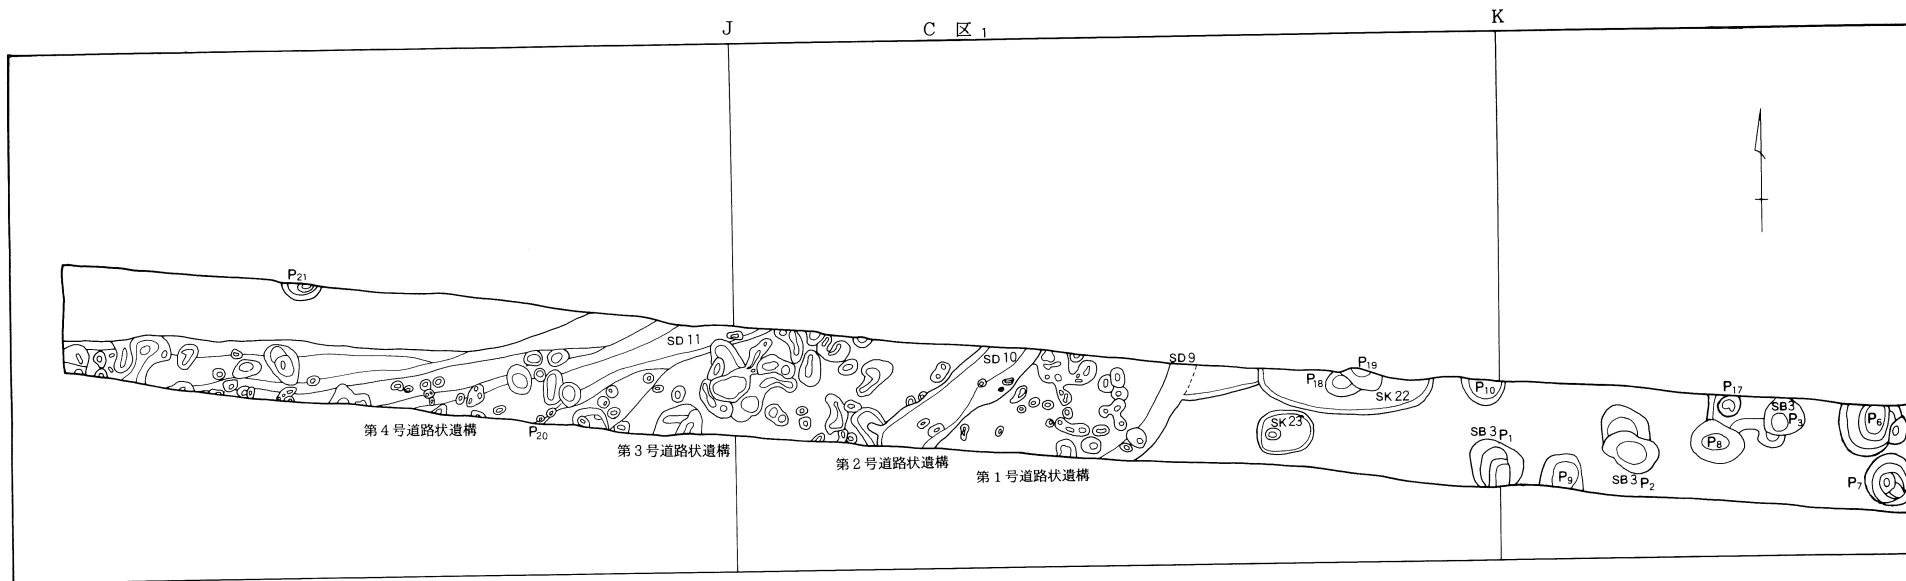 J
C 区 1
K
P21
SD 11
SD 10
SD 9
P19
P18
SK 22
P10
P17
SB3
P3
P6
SK 23
SB 3 P1
P8
P9
SB 3 P2
P7
第4号道路状遺構
P20
第3号道路状遺構
第2号道路状遺構
第1号道路状遺構